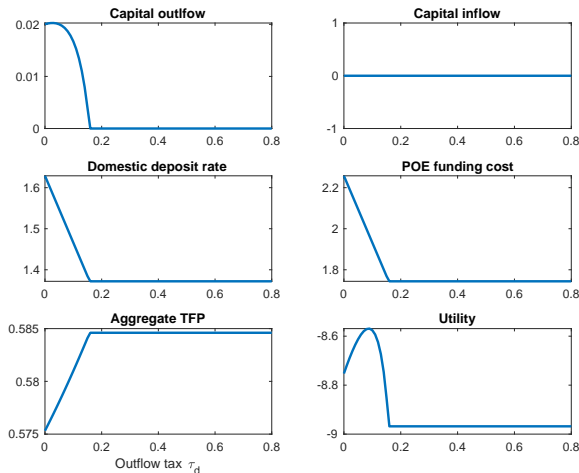 Capital outlfow
Capital inflow
0.02
0.01
0
0 0.2 0.4 0.6 0.8
1
0
-1
0 0.2 0.4 0.6 0.8
Domestic deposit rate
POE funding cost
1.6
1.5
1.4
0 0.2 0.4 0.6 0.8
2.2
2
1.8
0 0.2 0.4 0.6 0.8
Aggregate TFP
Utility
0.585
0.58
0.575
0 0.2 0.4 0.6 0.8
Outflow tax τ_d
-8.6
-8.8
-9
0 0.2 0.4 0.6 0.8